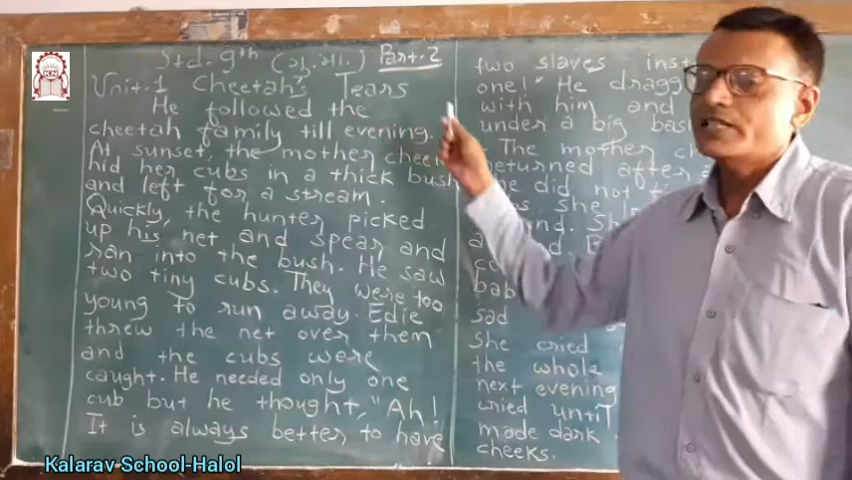 KN
Std. 9th (ગુ.મા.) Part.2
Unit.1 Cheetah's Tears
He followed the
cheetah family till evening.
At sunset, the mother
hid her cubs in a thick bush
and left for a stream.
Quickly, the hunter picked
up his net and spear and
ran into the bush. He saw
two tiny cubs. They were too
young to run away. Edie
threw the net over them
and the cubs were
caught. He needed only one
cub but he thought, "Ah!
It is always better to have
two slaves
one!" He
with him and
under a big
The mother
returned after
did not
She
sad
she cried
the whole
next evening
cried until
made dark
cheeks.
Kalarav School-Halol